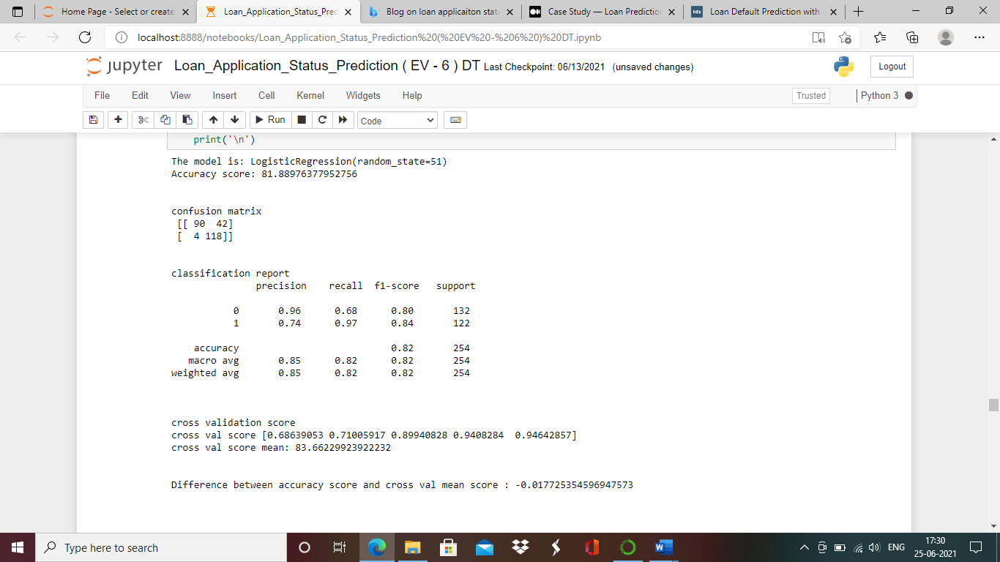 Home Page - Select or create
Loan_Application_Status_Pred
Blog on loan applicaiton statu
Case Study — Loan Prediction
tds Loan Default Prediction with
localhost:8888/notebooks/Loan_Application_Status_Prediction%20(%20EV%20-%206%20)%20DT.ipynb
jupyter Loan_Application_Status_Prediction ( EV - 6 ) DT Last Checkpoint: 06/13/2021 (unsaved changes)
Logout
File Edit View Insert Cell Kernel Widgets Help
Trusted
Python 3
Run
Code
print('\n')
The model is: LogisticRegression(random_state=51)
Accuracy score: 81.88976377952756
confusion matrix
[[ 90  42]
[  4 118]]
classification report
precision recall f1-score support
0 0.96 0.68 0.80 132
1 0.74 0.97 0.84 122
accuracy 0.82 254
macro avg 0.85 0.82 0.82 254
weighted avg 0.85 0.82 0.82 254
cross validation score
cross val score [0.68639053 0.71005917 0.89940828 0.9408284  0.94642857]
cross val score mean: 83.66229923922232
Difference between accuracy score and cross val mean score : -0.017725354596947573
Type here to search
ENG
17:30
25-06-2021